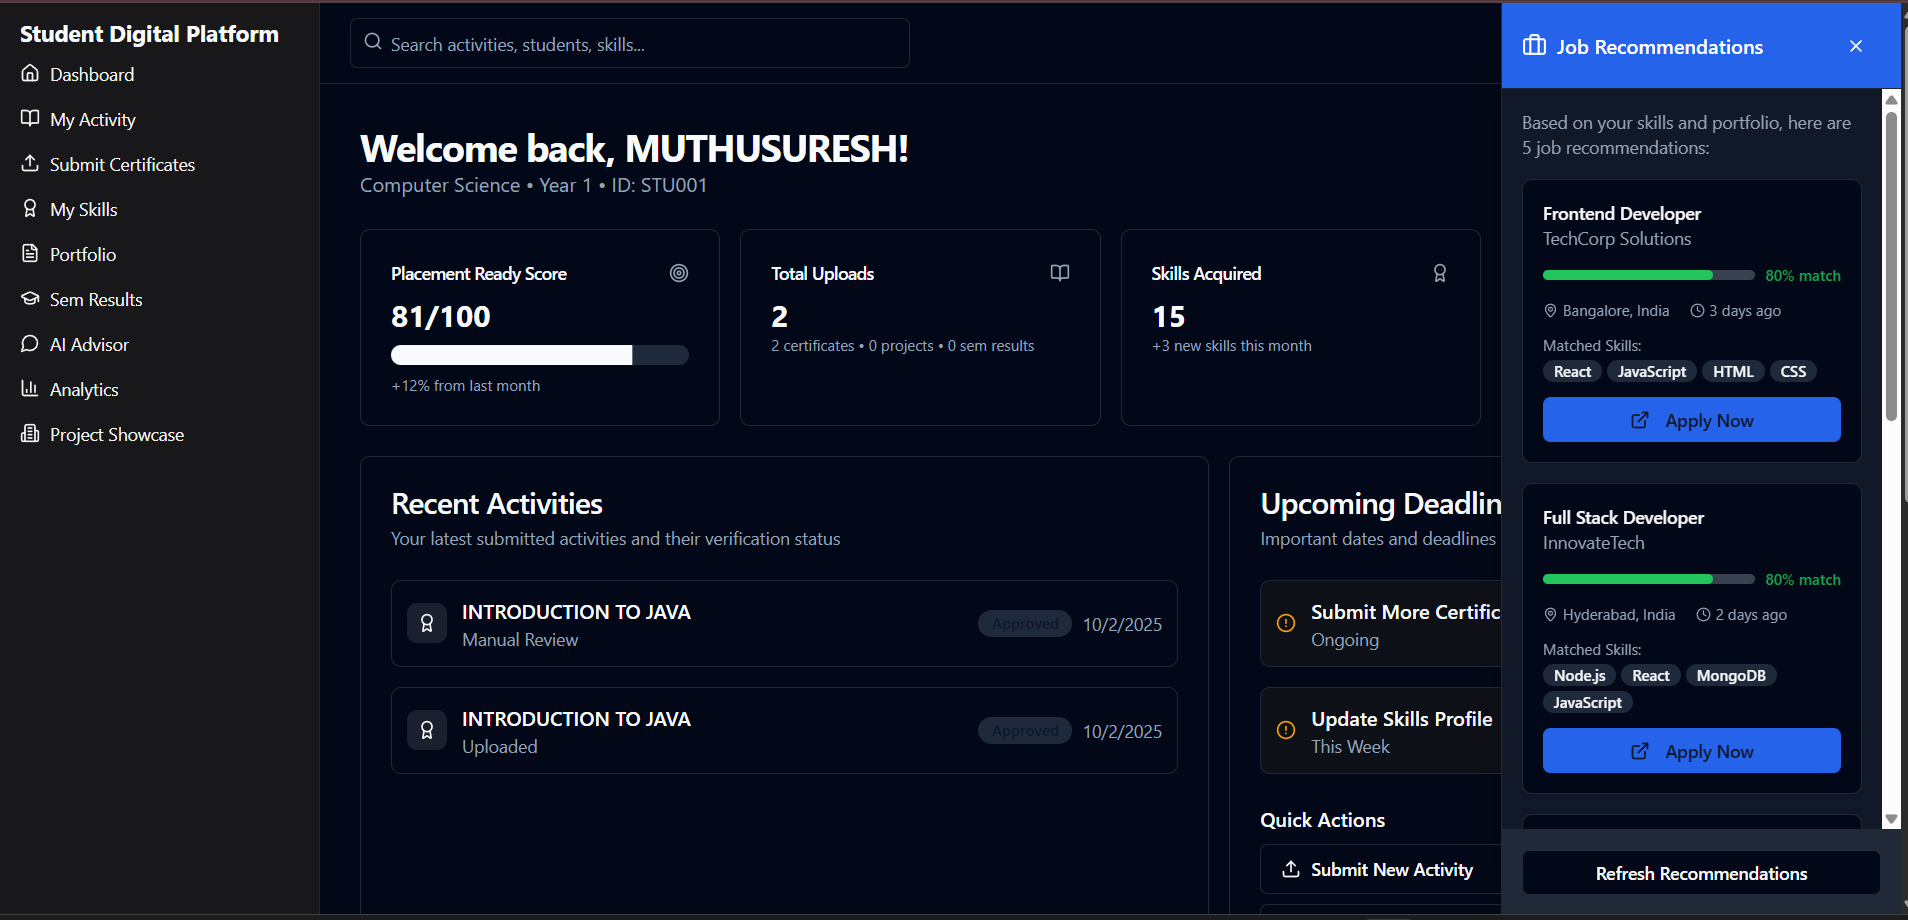 Student Digital Platform
Dashboard
My Activity
Submit Certificates
My Skills
Portfolio
Sem Results
AI Advisor
Analytics
Project Showcase
Search activities, students, skills...
Welcome back, MUTHUSURESH!
Computer Science • Year 1 • ID: STU001
Placement Ready Score
81/100
+12% from last month
Total Uploads
2
2 certificates • 0 projects • 0 sem results
Skills Acquired
15
+3 new skills this month
Recent Activities
Your latest submitted activities and their verification status
INTRODUCTION TO JAVA
Manual Review
Approved
10/2/2025
INTRODUCTION TO JAVA
Uploaded
Approved
10/2/2025
Upcoming Deadlin
Important dates and deadlines
Submit More Certific
Ongoing
Update Skills Profile
This Week
Quick Actions
Submit New Activity
Job Recommendations
Based on your skills and portfolio, here are
5 job recommendations:
Frontend Developer
TechCorp Solutions
80% match
Bangalore, India 3 days ago
Matched Skills:
React JavaScript HTML CSS
Apply Now
Full Stack Developer
InnovateTech
80% match
Hyderabad, India 2 days ago
Matched Skills:
Node.js React MongoDB
JavaScript
Apply Now
Refresh Recommendations